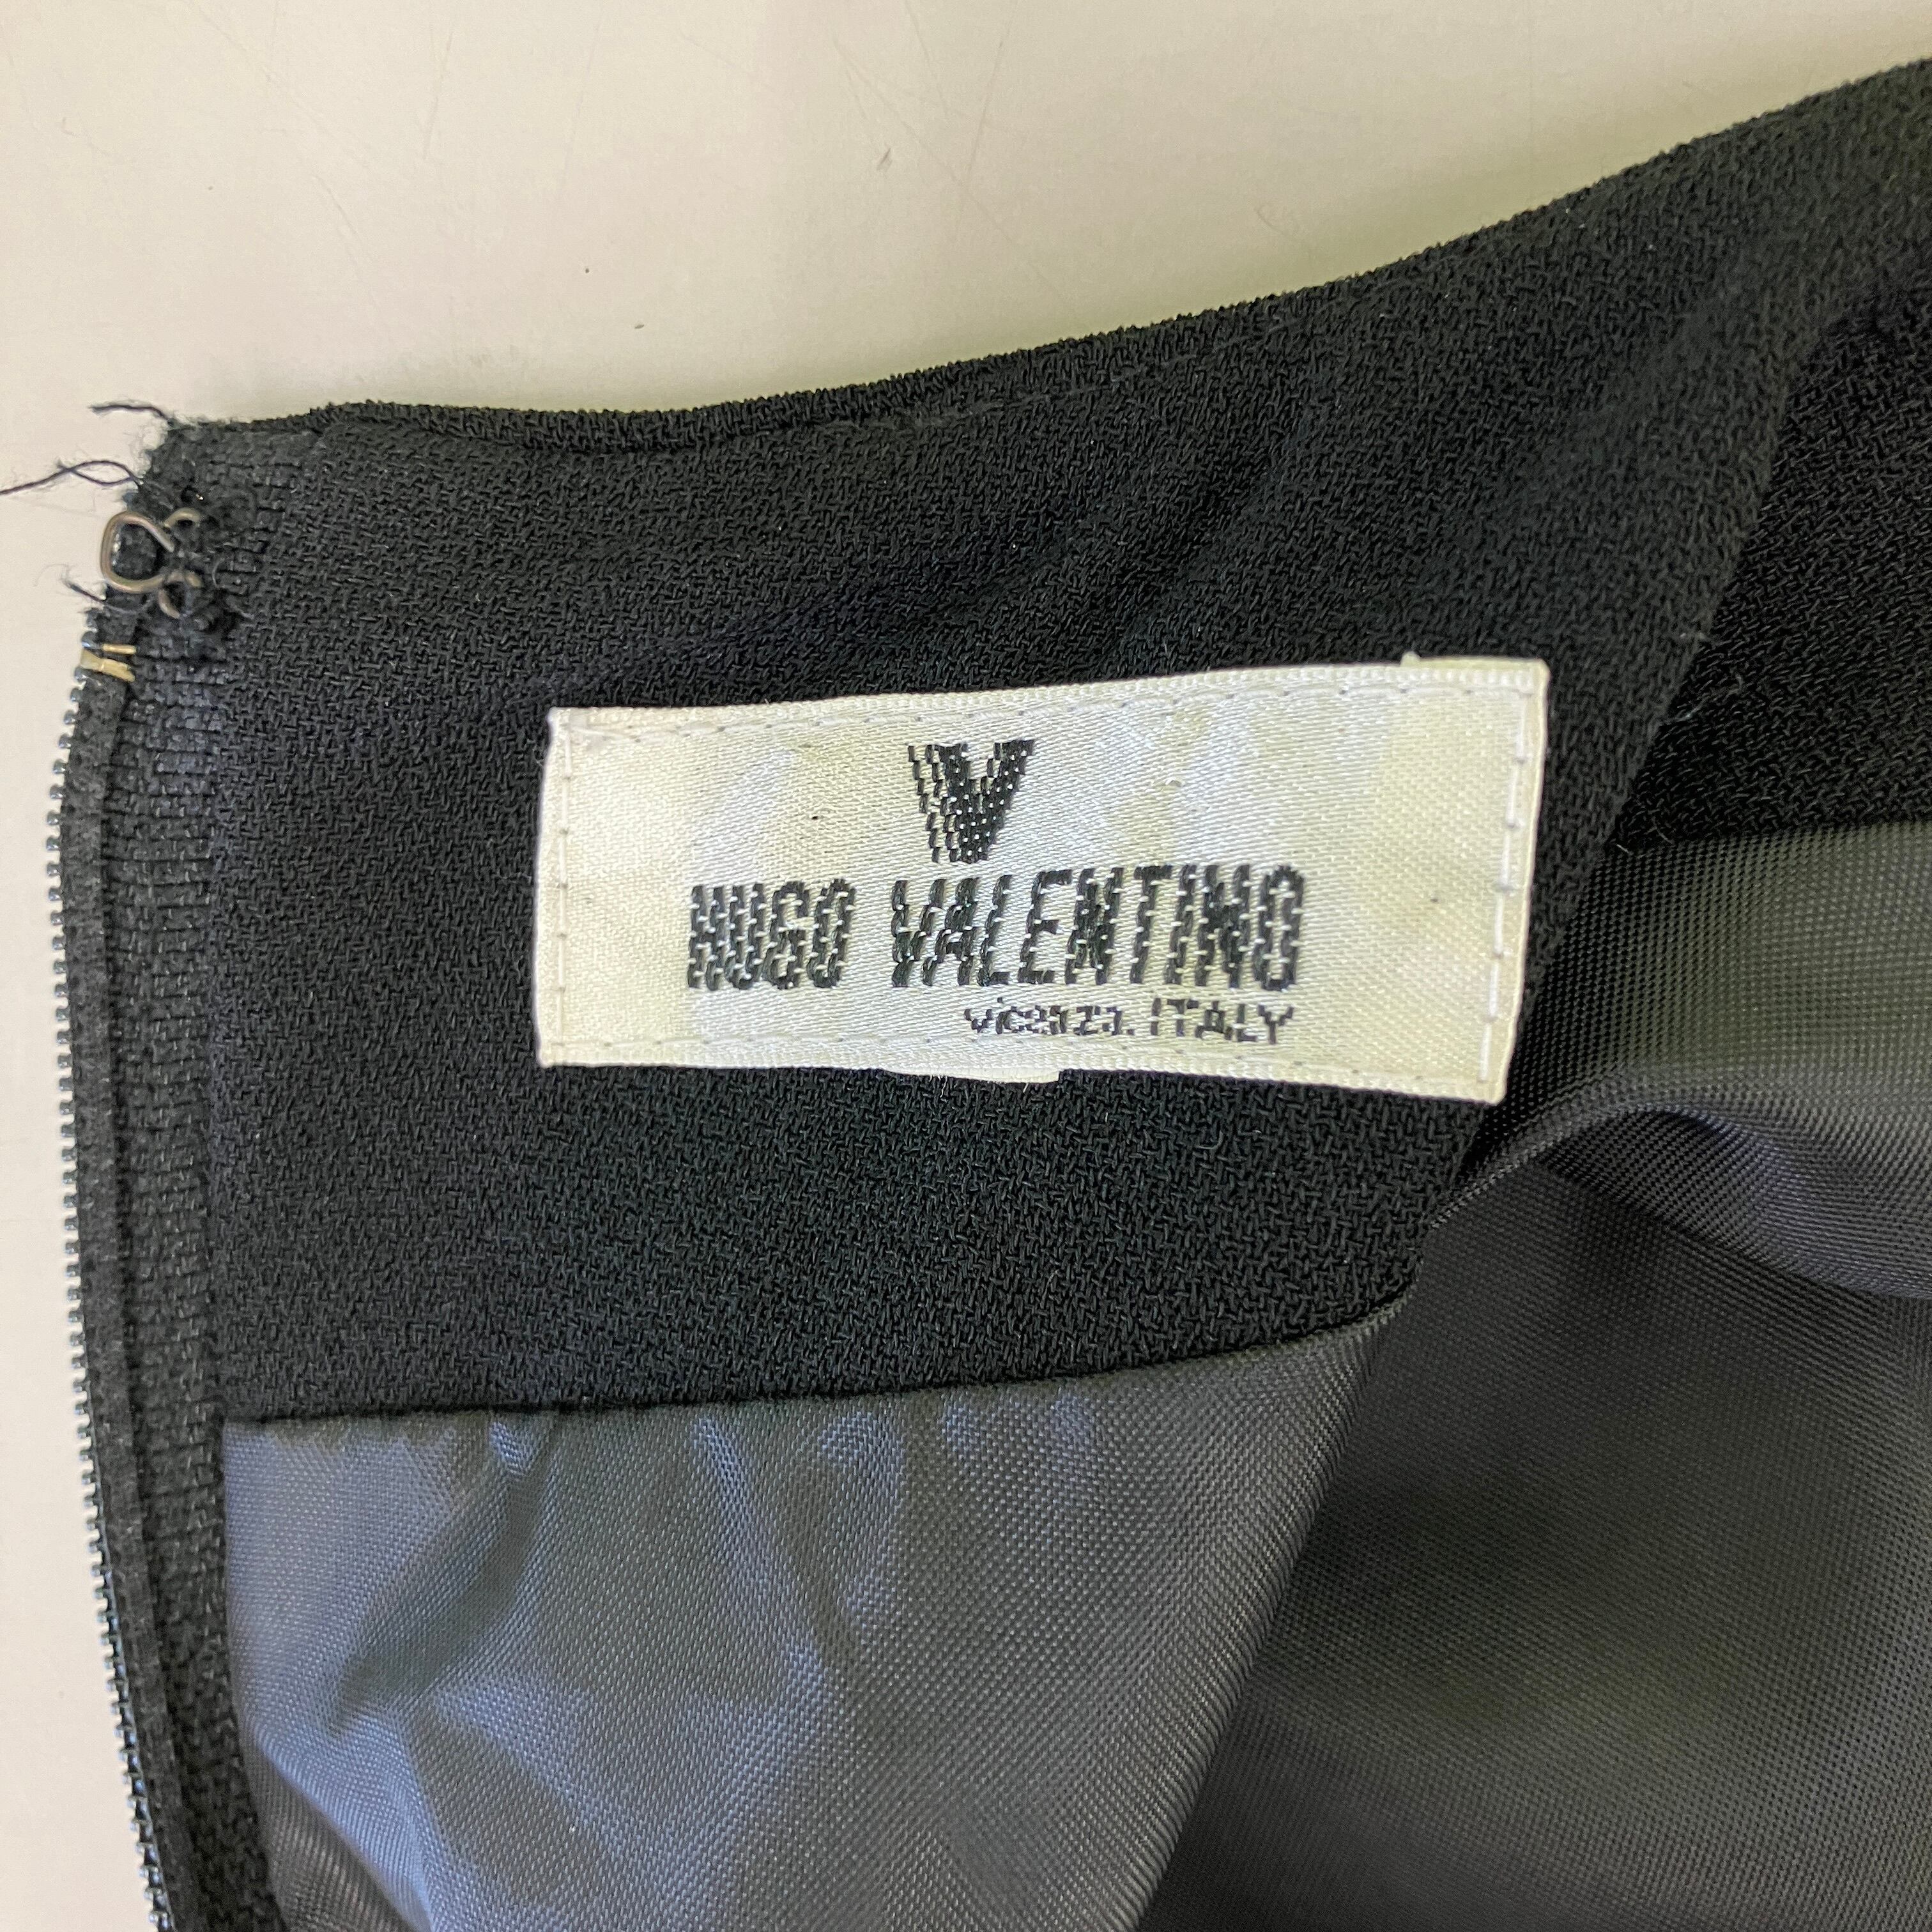 V
HUGO VALENTINO
vicenza. ITALY